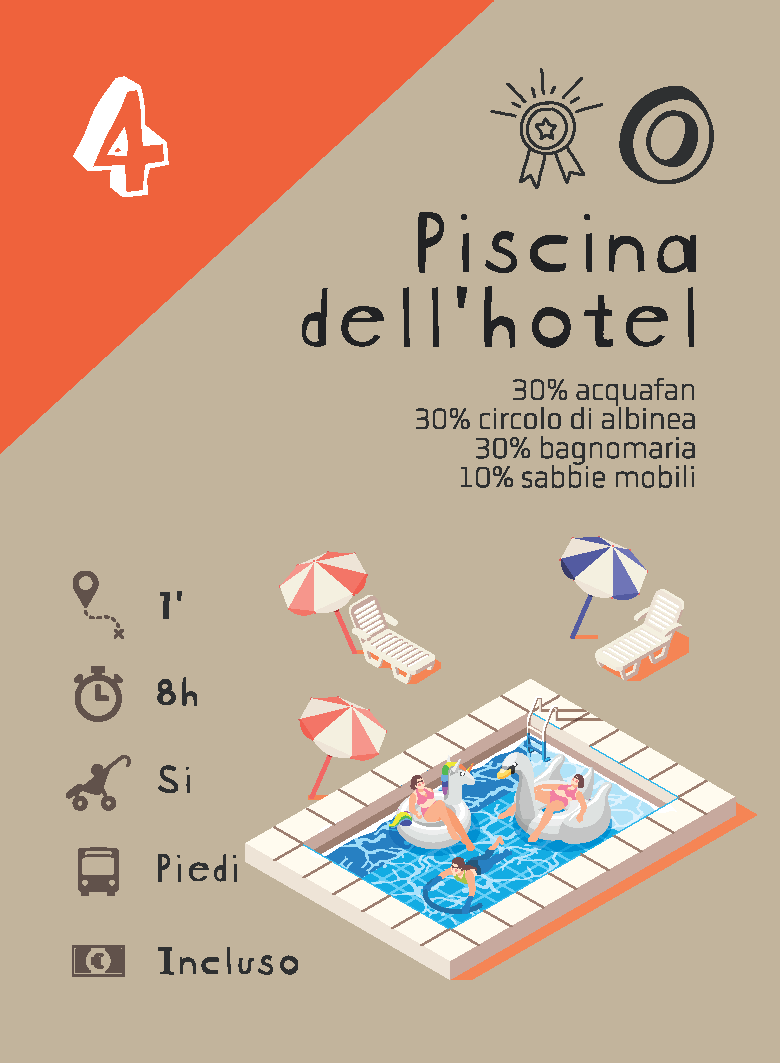 4
0
Piscina
dell'hotel
30% acquafan
30% circolo di albinea
30% bagnomaria
10% sabbie mobili
1'
8h
Si
Piedi
Incluso